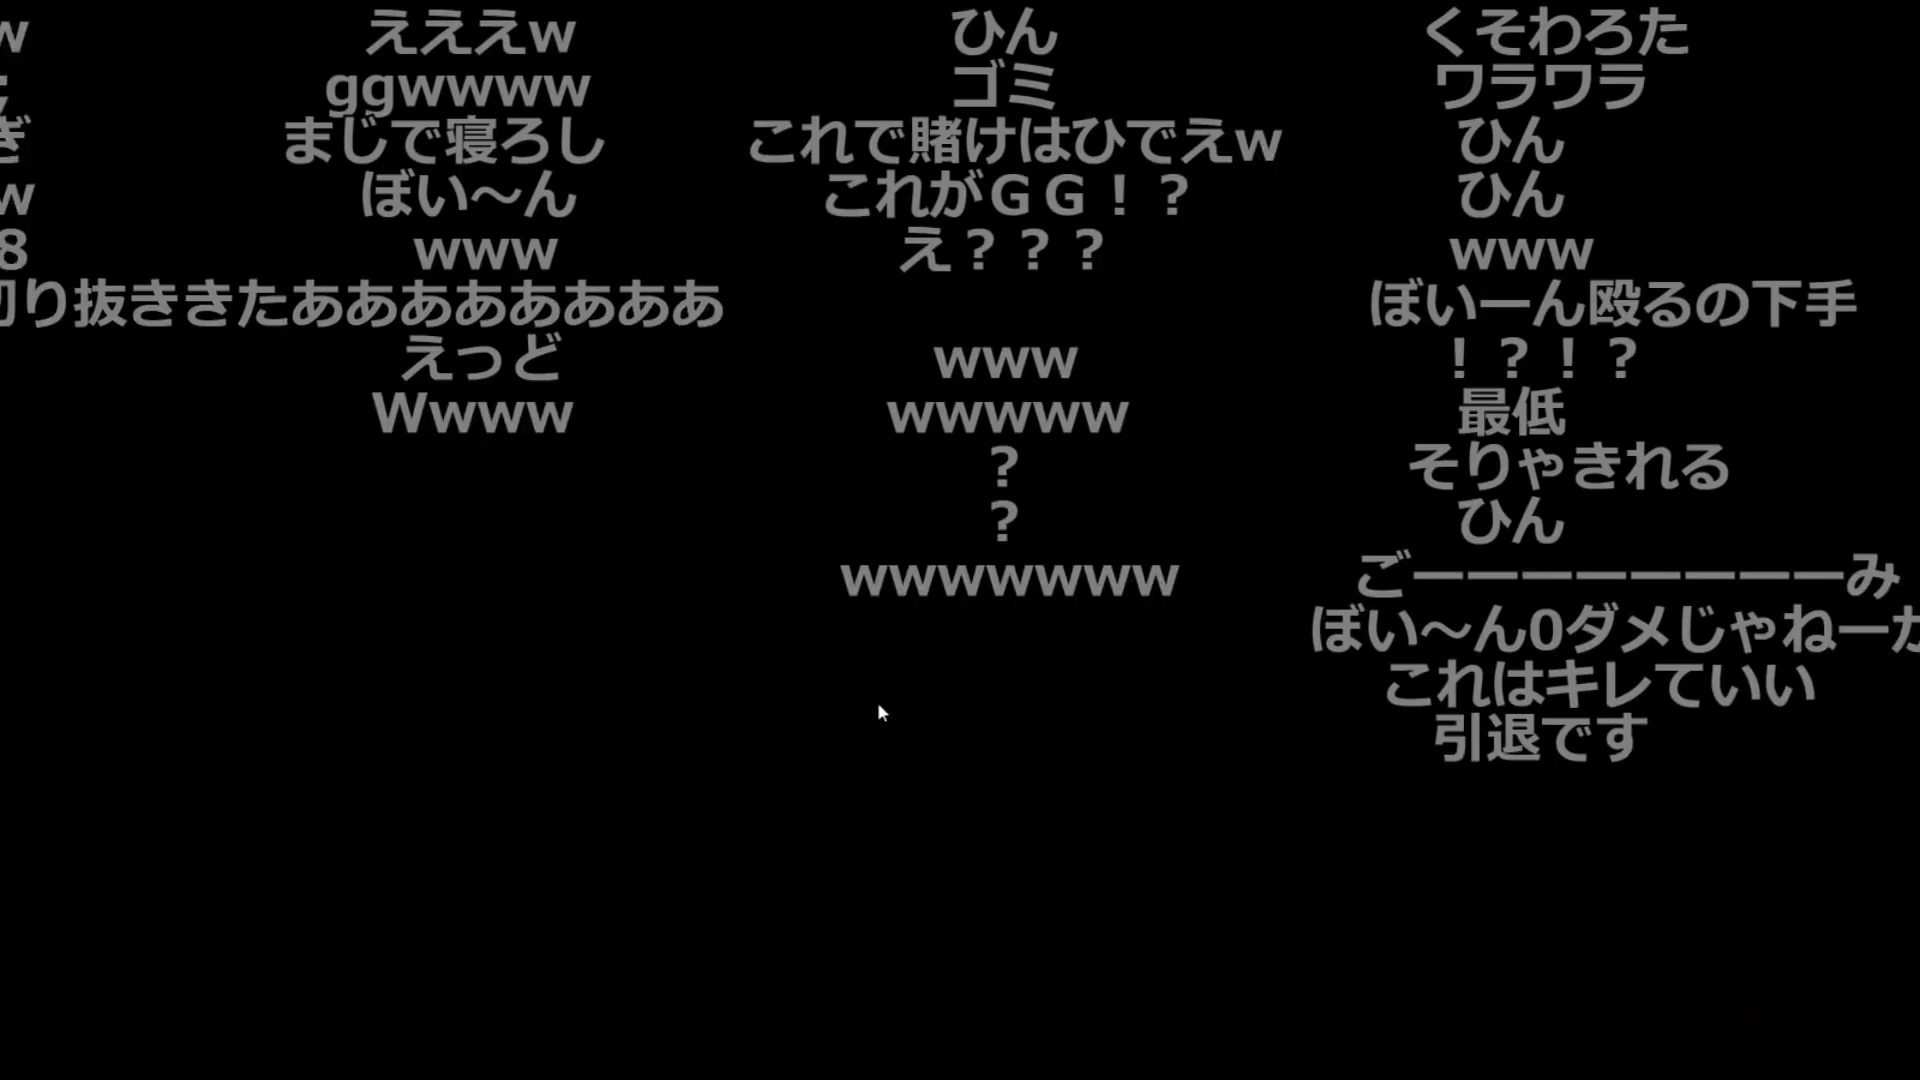 w えええw ひん くそわろた
ggwwww ゴミ ワラワラ
ぎ まじで寝ろし これで賭けはひでえw ひん
w ぼい～ん これがGG！？ ひん
8 www え？？？ www
り抜ききたああああああああ ぼいーん殴るの下手
えっど www ！？！？
Wwww wwwww 最低
？ そりゃきれる
？ ひん
wwwwwww ごーーーーーーーーみ
ぼい～ん0ダメじゃねー
これはキレていい
引退です